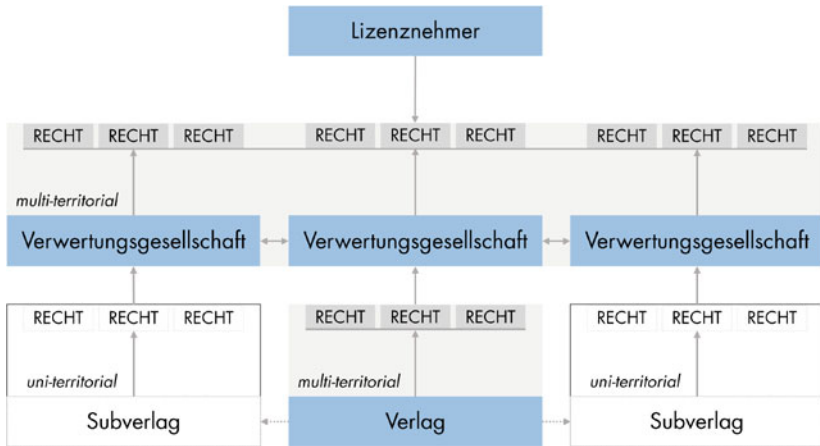 Lizenznehmer
RECHT RECHT RECHT RECHT RECHT RECHT RECHT RECHT RECHT
multi-territorial
Verwertungsgesellschaft Verwertungsgesellschaft Verwertungsgesellschaft
RECHT RECHT RECHT RECHT RECHT RECHT RECHT RECHT RECHT
uni-territorial multi-territorial uni-territorial
Subverlag Verlag Subverlag